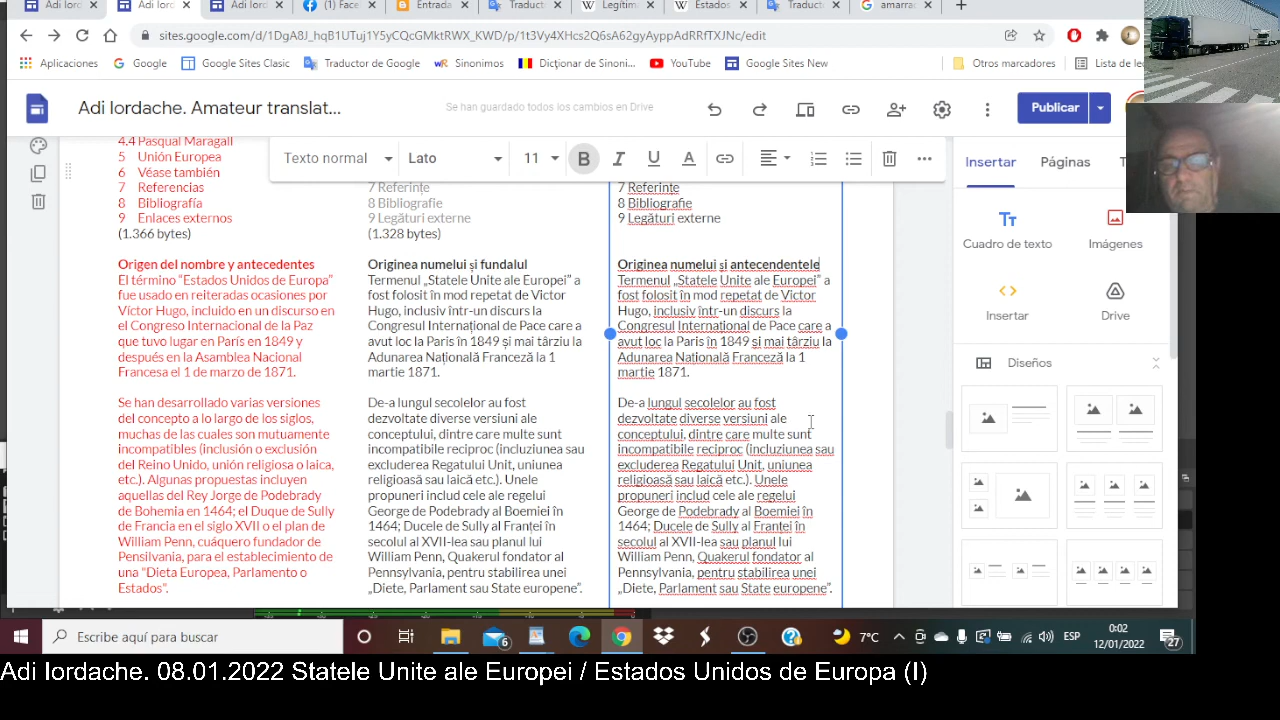 Adi Iord
Adi Iord
Adi Iord
(1) Face
Entrada
Traduct
Legitim
Estados
Traduct
amarra
sites.google.com/d/1DgA8J_hqB1UTuj1Y5yCQcGMktRWX_KWD/p/1t3Vy4XHcs2Q6sA62gyAyppAdRRfTXJNc/edit
Aplicaciones
Google
Google Sites Clasic
Traductor de Google
Sinonimos
Dicționar de Sinoni...
YouTube
Google Sites New
Otros marcadores
Lista de le
Adi Iordache. Amateur translat...
Se han guardado todos los cambios en Drive
Publicar
Texto normal
Lato
11
Insertar
Páginas
T
Cuadro de texto
Imágenes
Insertar
Drive
Diseños
4.4 Pasqual Maragall
5 Unión Europea
6 Véase también
7 Referencias
8 Bibliografía
9 Enlaces externos
(1.366 bytes)
Origen del nombre y antecedentes
El término "Estados Unidos de Europa"
fue usado en reiteradas ocasiones por
Víctor Hugo, incluido en un discurso en
el Congreso Internacional de la Paz
que tuvo lugar en París en 1849 y
después en la Asamblea Nacional
Francesa el 1 de marzo de 1871.
Se han desarrollado varias versiones
del concepto a lo largo de los siglos,
muchas de las cuales son mutuamente
incompatibles (inclusión o exclusión
del Reino Unido, unión religiosa o laica,
etc.). Algunas propuestas incluyen
aquellas del Rey Jorge de Podebrady
de Bohemia en 1464; el Duque de Sully
de Francia en el siglo XVII o el plan de
William Penn, cuáquero fundador de
Pensilvania, para el establecimiento de
una "Dieta Europea, Parlamento o
Estados".
7 Referințe
8 Bibliografie
9 Legături externe
(1.328 bytes)
Originea numelui și fundalul
Termenul „Statele Unite ale Europei” a
fost folosit în mod repetat de Victor
Hugo, inclusiv într-un discurs la
Congresul Internațional de Pace care a
avut loc la Paris în 1849 și mai târziu la
Adunarea Națională Franceză la 1
martie 1871.
De-a lungul secolelor au fost
dezvoltate diverse versiuni ale
conceptului, dintre care multe sunt
incompatibile reciproc (incluziunea sau
excluderea Regatului Unit, uniunea
religioasă sau laică etc.). Unele
propuneri includ cele ale regelui
George de Podebrady al Boemiei în
1464; Ducele de Sully al Franței în
secolul al XVII-lea sau planul lui
William Penn, Quakerul fondator al
Pennsylvania, pentru stabilirea unei
„Diete, Parlament sau State europene”.
7 Referințe
8 Bibliografie
9 Legături externe
Originea numelui și antecendentele
Termenul „Statele Unite ale Europei” a
fost folosit în mod repetat de Victor
Hugo, inclusiv într-un discurs la
Congresul Internațional de Pace care a
avut loc la Paris în 1849 și mai târziu la
Adunarea Națională Franceză la 1
martie 1871.
De-a lungul secolelor au fost
dezvoltate diverse versiuni ale
conceptului, dintre care multe sunt
incompatibile reciproc (incluziunea sau
excluderea Regatului Unit, uniunea
religioasă sau laică etc.). Unele
propuneri includ cele ale regelui
George de Podebrady al Boemiei în
1464; Ducele de Sully al Franței în
secolul al XVII-lea sau planul lui
William Penn, Quakerul fondator al
Pennsylvania, pentru stabilirea unei
„Diete, Parlament sau State europene”.
Escribe aquí para buscar
6
7°C
ESP
0:02
12/01/2022
27
Adi Iordache. 08.01.2022 Statele Unite ale Europei / Estados Unidos de Europa (I)